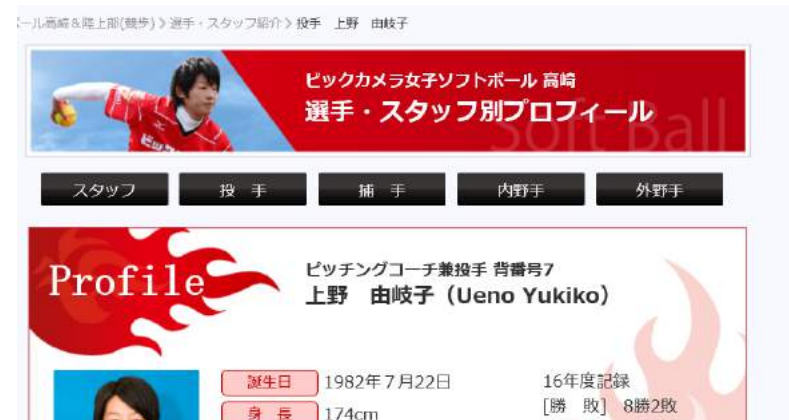 ール高崎&陸上部(競歩) > 選手・スタッフ紹介 > 投手 上野 由岐子
ビックカメラ女子ソフトボール 高崎
選手・スタッフ別プロフィール
Soft Ball
スタッフ 投 手 捕 手 内野手 外野手
Profile
ピッチングコーチ兼投手 背番号7
上野 由岐子(Ueno Yukiko)
誕生日 1982年7月22日
身 長 174cm
16年度記録
[勝 敗] 8勝2敗